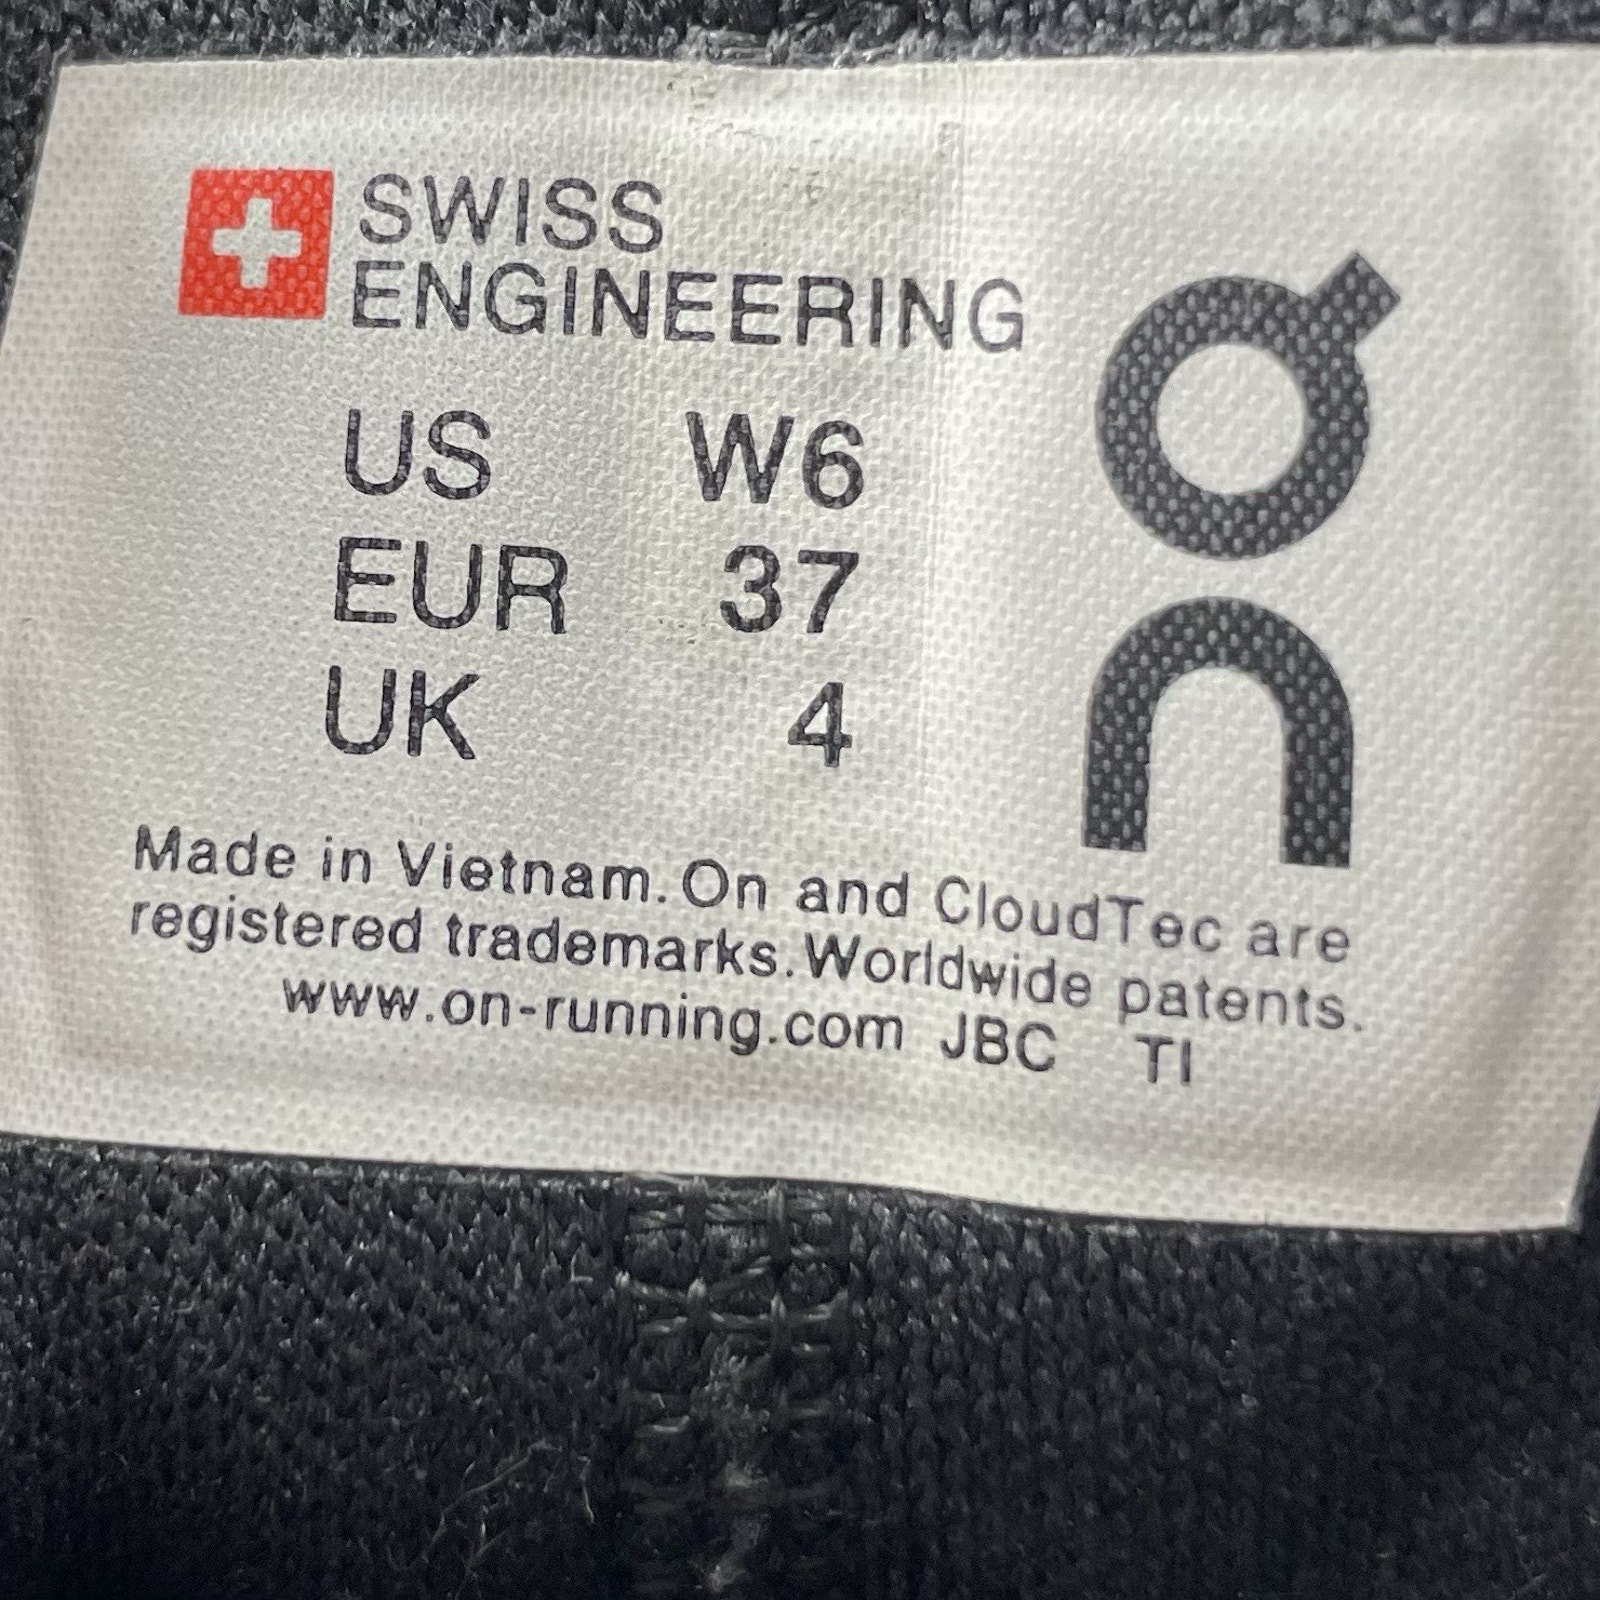 SWISS
ENGINEERING
US W6
EUR 37
UK 4
On
Made in Vietnam. On and CloudTec are
registered trademarks. Worldwide patents.
www.on-running.com JBC TI